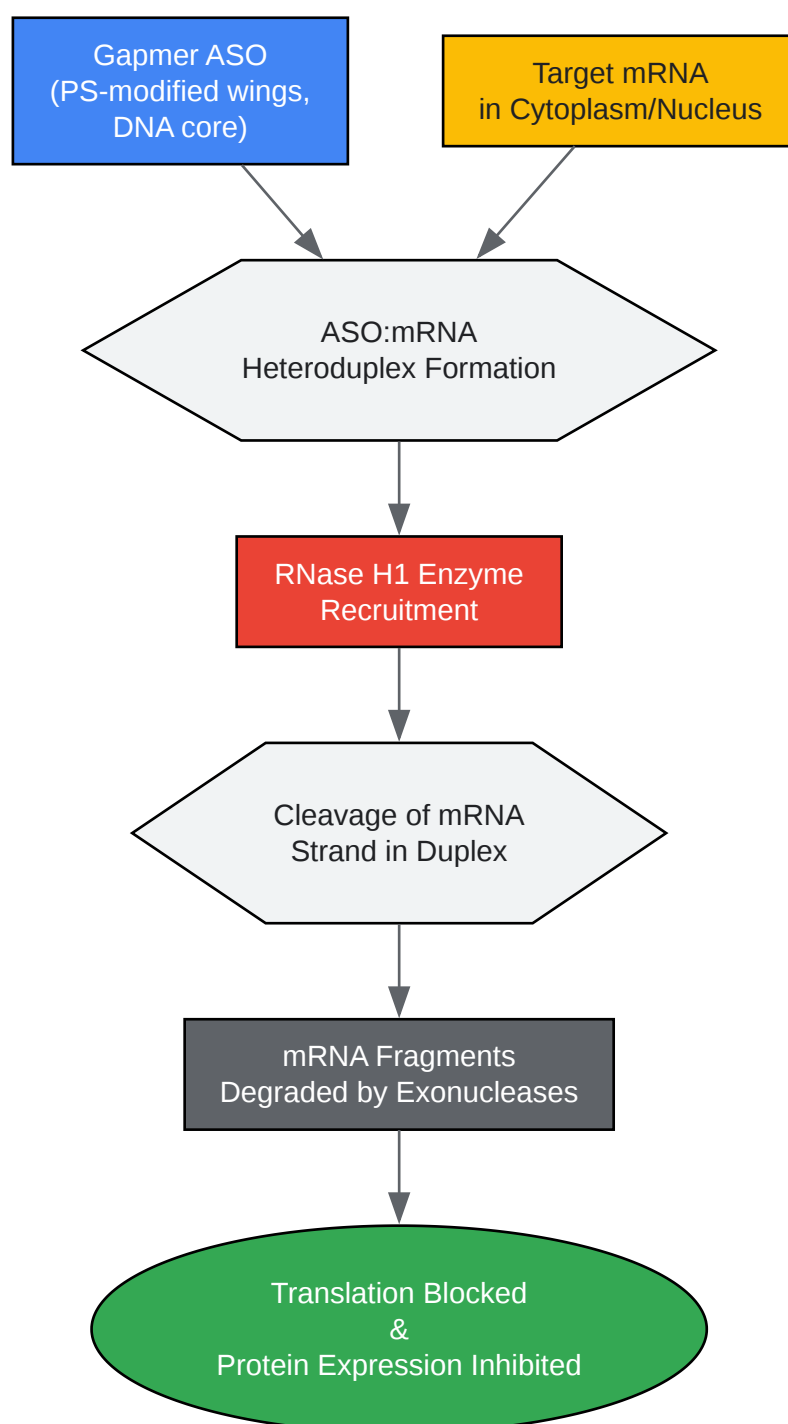 Gapmer ASO
(PS-modified wings,
DNA core)
Target mRNA
in Cytoplasm/Nucleus
ASO:mRNA
Heteroduplex Formation
RNase H1 Enzyme
Recruitment
Cleavage of mRNA
Strand in Duplex
mRNA Fragments
Degraded by Exonucleases
Translation Blocked
&
Protein Expression Inhibited